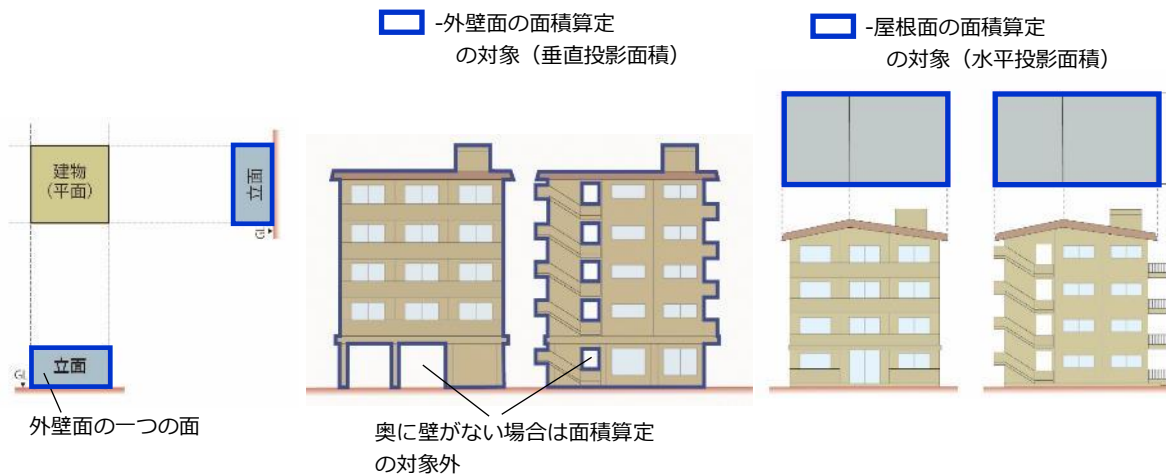 -外壁面の面積算定
の対象（垂直投影面積）
-屋根面の面積算定
の対象（水平投影面積）
建物
(平面)
立面
GL
立面
GL
外壁面の一つの面
奥に壁がない場合は面積算定
の対象外